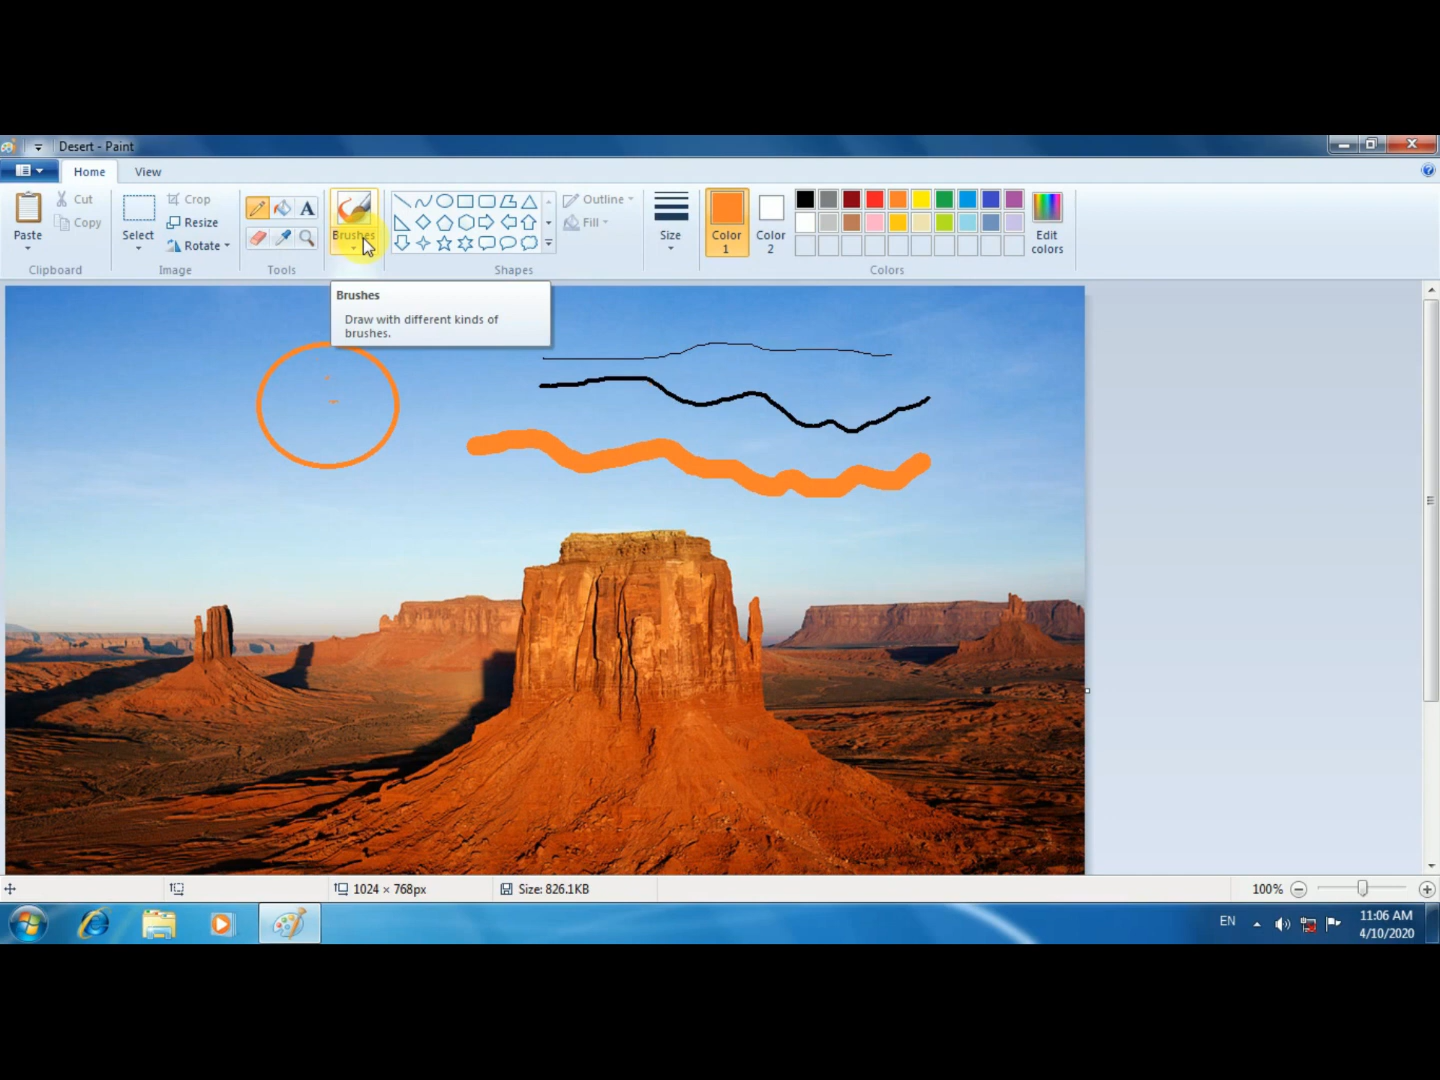 Desert - Paint
Home
View
Paste
Cut
Copy
Clipboard
Select
Crop
Resize
Rotate
Image
A
Tools
Brushes
Shapes
Outline
Fill
Size
Color
1
Color
2
Edit
colors
Colors
Brushes
Draw with different kinds of
brushes.
1024 × 768px
Size: 826.1KB
100%
EN
11:06 AM
4/10/2020